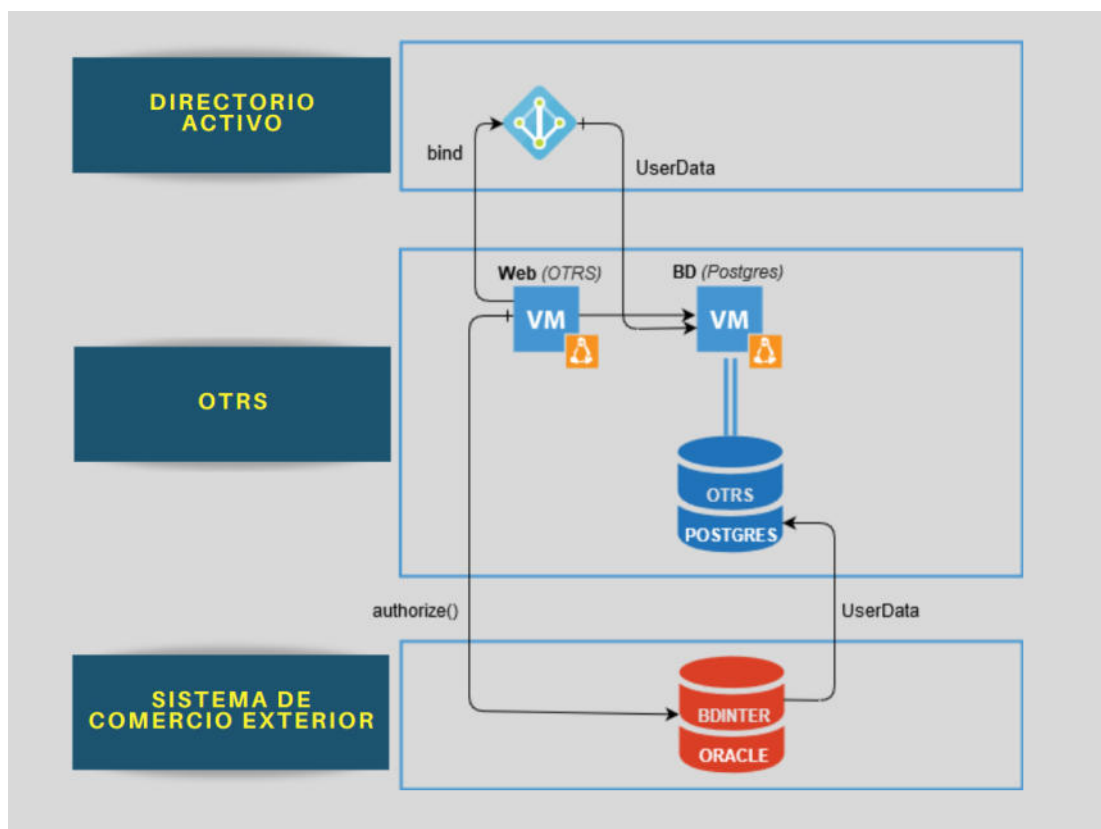 DIRECTORIO
ACTIVO
bind
UserData
Web (OTRS)
BD (Postgres)
VM
VM
OTRS
OTRS
POSTGRES
authorize()
UserData
SISTEMA DE
COMERCIO EXTERIOR
BDINTER
ORACLE